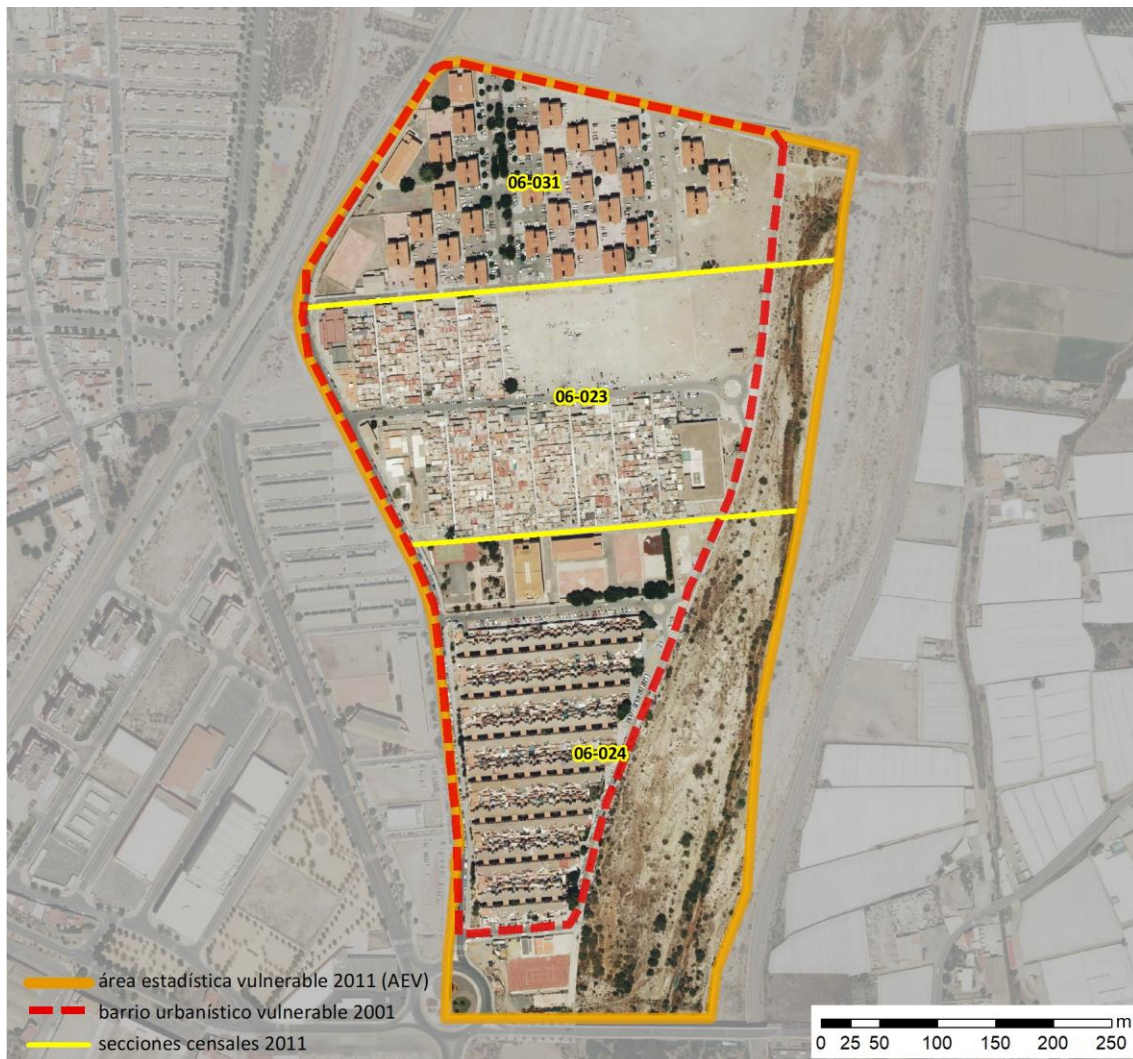 06-031
06-023
06-024
área estadística vulnerable 2011 (AEV)
barrio urbanístico vulnerable 2001
secciones censales 2011
m
0 25 50 100 150 200 250